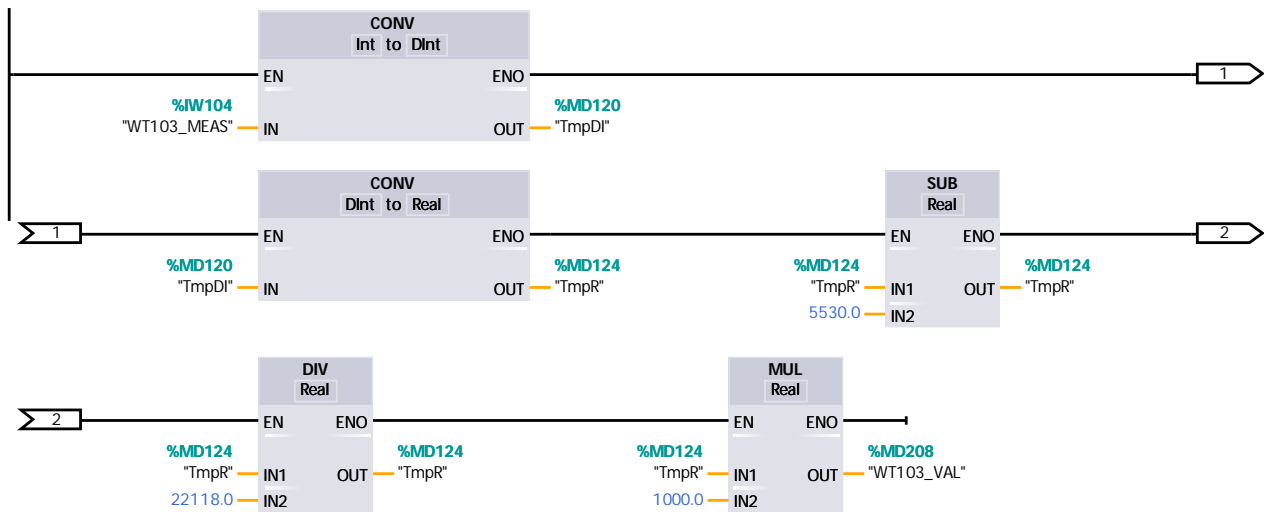 CONV
Int to DInt
EN ENO 1
%IW104 %MD120
"WT103_MEAS" IN OUT "TmpDI"
CONV SUB
DInt to Real Real
1 EN ENO EN ENO 2
%MD120 %MD124 %MD124 %MD124
"TmpDI" IN OUT "TmpR" "TmpR" IN1 OUT "TmpR"
5530.0 IN2
DIV MUL
Real Real
2 EN ENO EN ENO
%MD124 %MD124 %MD124 %MD208
"TmpR" IN1 OUT "TmpR" "TmpR" IN1 OUT "WT103_VAL"
22118.0 IN2 1000.0 IN2